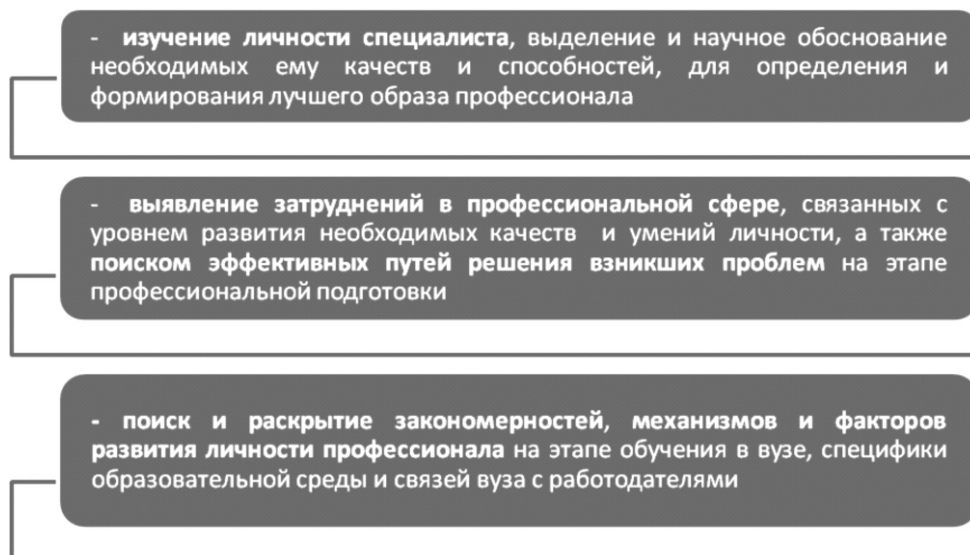 - изучение личности специалиста, выделение и научное обоснование
необходимых ему качеств и способностей, для определения и
формирования лучшего образа профессионала
- выявление затруднений в профессиональной сфере, связанных с
уровнем развития необходимых качеств и умений личности, а также
поиском эффективных путей решения взникших проблем на этапе
профессиональной подготовки
- поиск и раскрытие закономерностей, механизмов и факторов
развития личности профессионала на этапе обучения в вузе, специфики
образовательной среды и связей вуза с работодателями